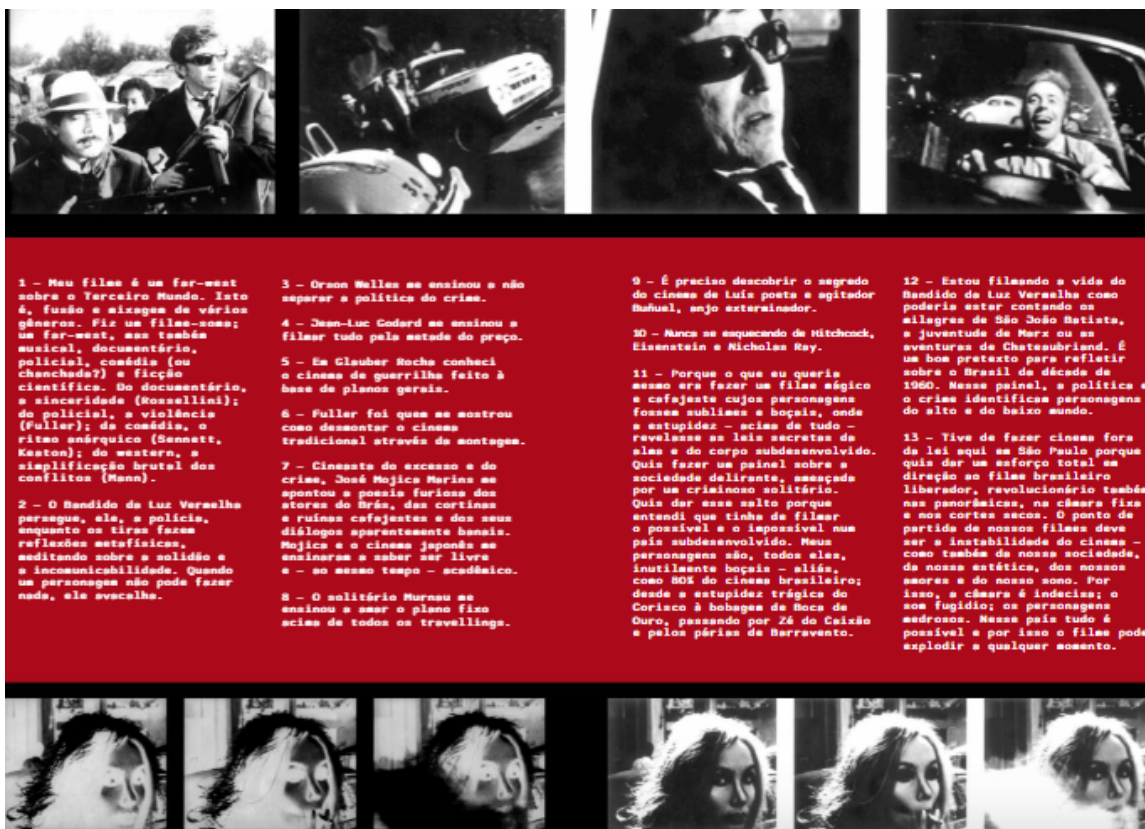 1 – Meu filme é um far-west
sobre o Terceiro Mundo. Isto
é, fusão e mixagem de vários
gêneros. Fiz um filme-soma;
um far-west, mas também
musical, documentário,
policial, comédia (ou
chanchada?) e ficção
científica. Do documentário,
a sinceridade (Rossellini);
do policial, a violência
(Fuller); da comédia, o
ritmo anárquico (Sennett,
Keaton); do western, a
simplificação brutal dos
conflitos (Mann).
2 – O Bandido da Luz Vermelha
persegue, ele, a polícia,
enquanto os tiras fazem
reflexões metafísicas,
meditando sobre a solidão e
a incomunicabilidade. Quando
um personagem não pode fazer
nada, ele avacalha.
3 – Orson Welles me ensinou a não
separar a política do crime.
4 – Jean-Luc Godard me ensinou a
filmar tudo pela metade do preço.
5 – Em Glauber Rocha conheci
o cinema de guerrilha feito à
base de planos gerais.
6 – Fuller foi quem me mostrou
como desmontar o cinema
tradicional através da montagem.
7 – Cineasta do excesso e do
crime, José Mojica Marins me
apontou a poesia furiosa dos
atores do Brás, das cortinas
e ruínas cafajestes e dos seus
diálogos aparentemente banais.
Mojica e o cinema japonês me
ensinaram a saber ser livre
e – ao mesmo tempo – acadêmico.
8 – O solitário Murnau me
ensinou a amar o plano fixo
acima de todos os travellings.
9 – É preciso descobrir o segredo
do cinema de Luís poeta e agitador
Buñuel, anjo exterminador.
10 – Nunca se esquecendo de Hitchcock,
Eisenstein e Nicholas Ray.
11 – Porque o que eu queria
mesmo era fazer um filme mágico
e cafajeste cujos personagens
fossem sublimes e boçais, onde
a estupidez – acima de tudo –
revelasse as leis secretas da
alma e do corpo subdesenvolvido.
Quis fazer um painel sobre a
sociedade delirante, ameaçada
por um criminoso solitário.
Quis dar esse salto porque
entendi que tinha de filmar
o possível e o impossível num
país subdesenvolvido. Meus
personagens são, todos eles,
inutilmente boçais – aliás,
como 80% do cinema brasileiro;
desde a estupidez trágica do
Corisco à bobagem de Boca de
Ouro, passando por Zé do Caixão
e pelos párias de Barravento.
12 – Estou filmando a vida do
Bandido da Luz Vermelha como
poderia estar contando os
milagres de São João Batista,
a juventude de Marx ou as
aventuras de Chateaubriand. É
um bom pretexto para refletir
sobre o Brasil da década de
1960. Nesse painel, a política e
o crime identificam personagens
do alto e do baixo mundo.
13 – Tive de fazer cinema fora
da lei aqui em São Paulo porque
quis dar um esforço total em
direção ao filme brasileiro
liberador, revolucionário também
nas panorâmicas, na câmara fixa
e nos cortes secos. O ponto de
partida de nossos filmes deve
ser a instabilidade do cinema –
como também da nossa sociedade,
da nossa estética, dos nossos
amores e do nosso sono. Por
isso, a câmara é indecisa; o
som fugidio; os personagens
medrosos. Nesse país tudo é
possível e por isso o filme pode
explodir a qualquer momento.